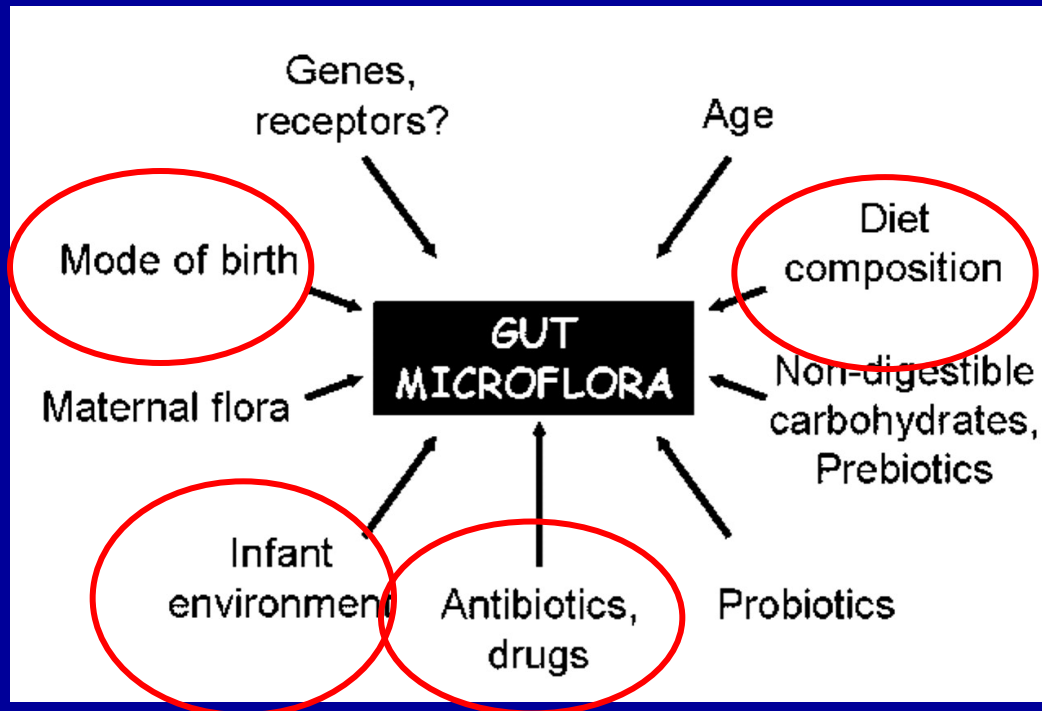 Genes,
receptors?
Age
Mode of birth
Diet
composition
GUT
MICROFLORA
Maternal flora
Non-digestible
carbohydrates,
Prebiotics
Infant
environment
Antibiotics,
drugs
Probiotics